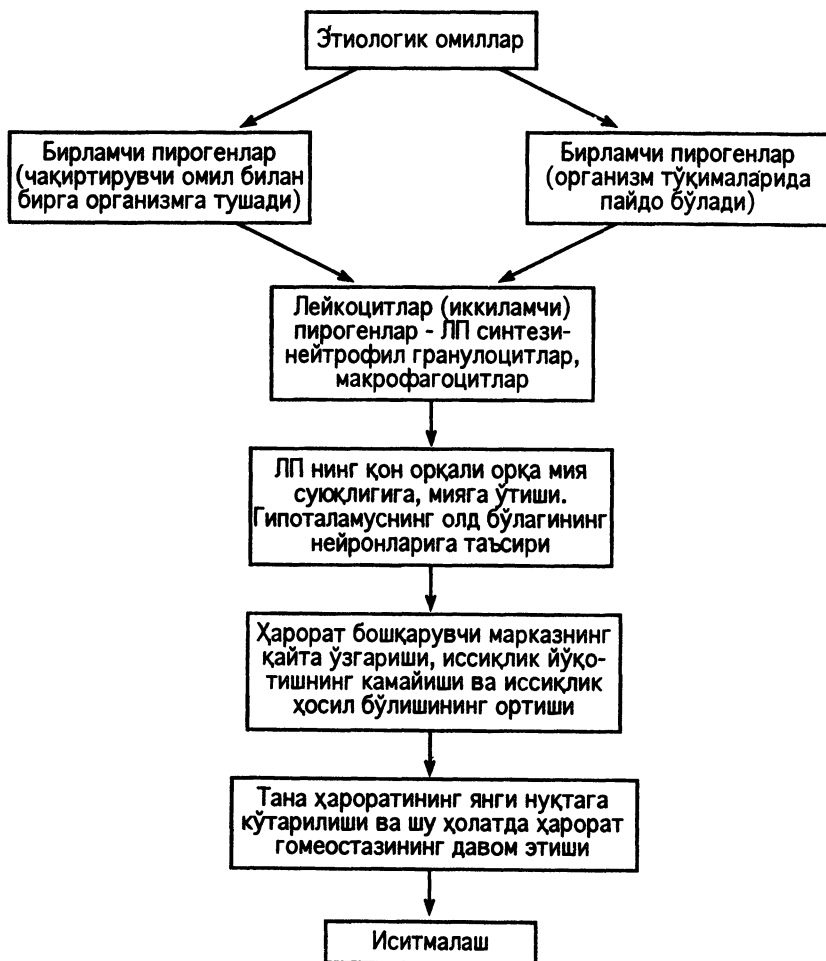 Этиологик омиллар
Бирламчи пирогенлар
(чақиртирувчи омил билан
бирга организмга тушади)
Бирламчи пирогенлар
(организм тўқималарида
пайдо бўлади)
Лейкоцитлар (иккиламчи)
пирогенлар - ЛП синтези-
нейтрофил гранулоцитлар,
макрофагоцитлар
ЛП нинг қон орқали орқа мия
суюқлигига, мияга ўтиши.
Гипоталамуснинг олд бўлагининг
нейронларига таъсири
Ҳарорат бошқарувчи марказнинг
қайта ўзгариши, иссиқлик йўқо-
тишнинг камайиши ва иссиқлик
ҳосил бўлишининг ортиши
Тана ҳароратининг янги нуқтага
кўтарилиши ва шу ҳолатда ҳарорат
гомеостазининг давом этиши
Иситмалаш